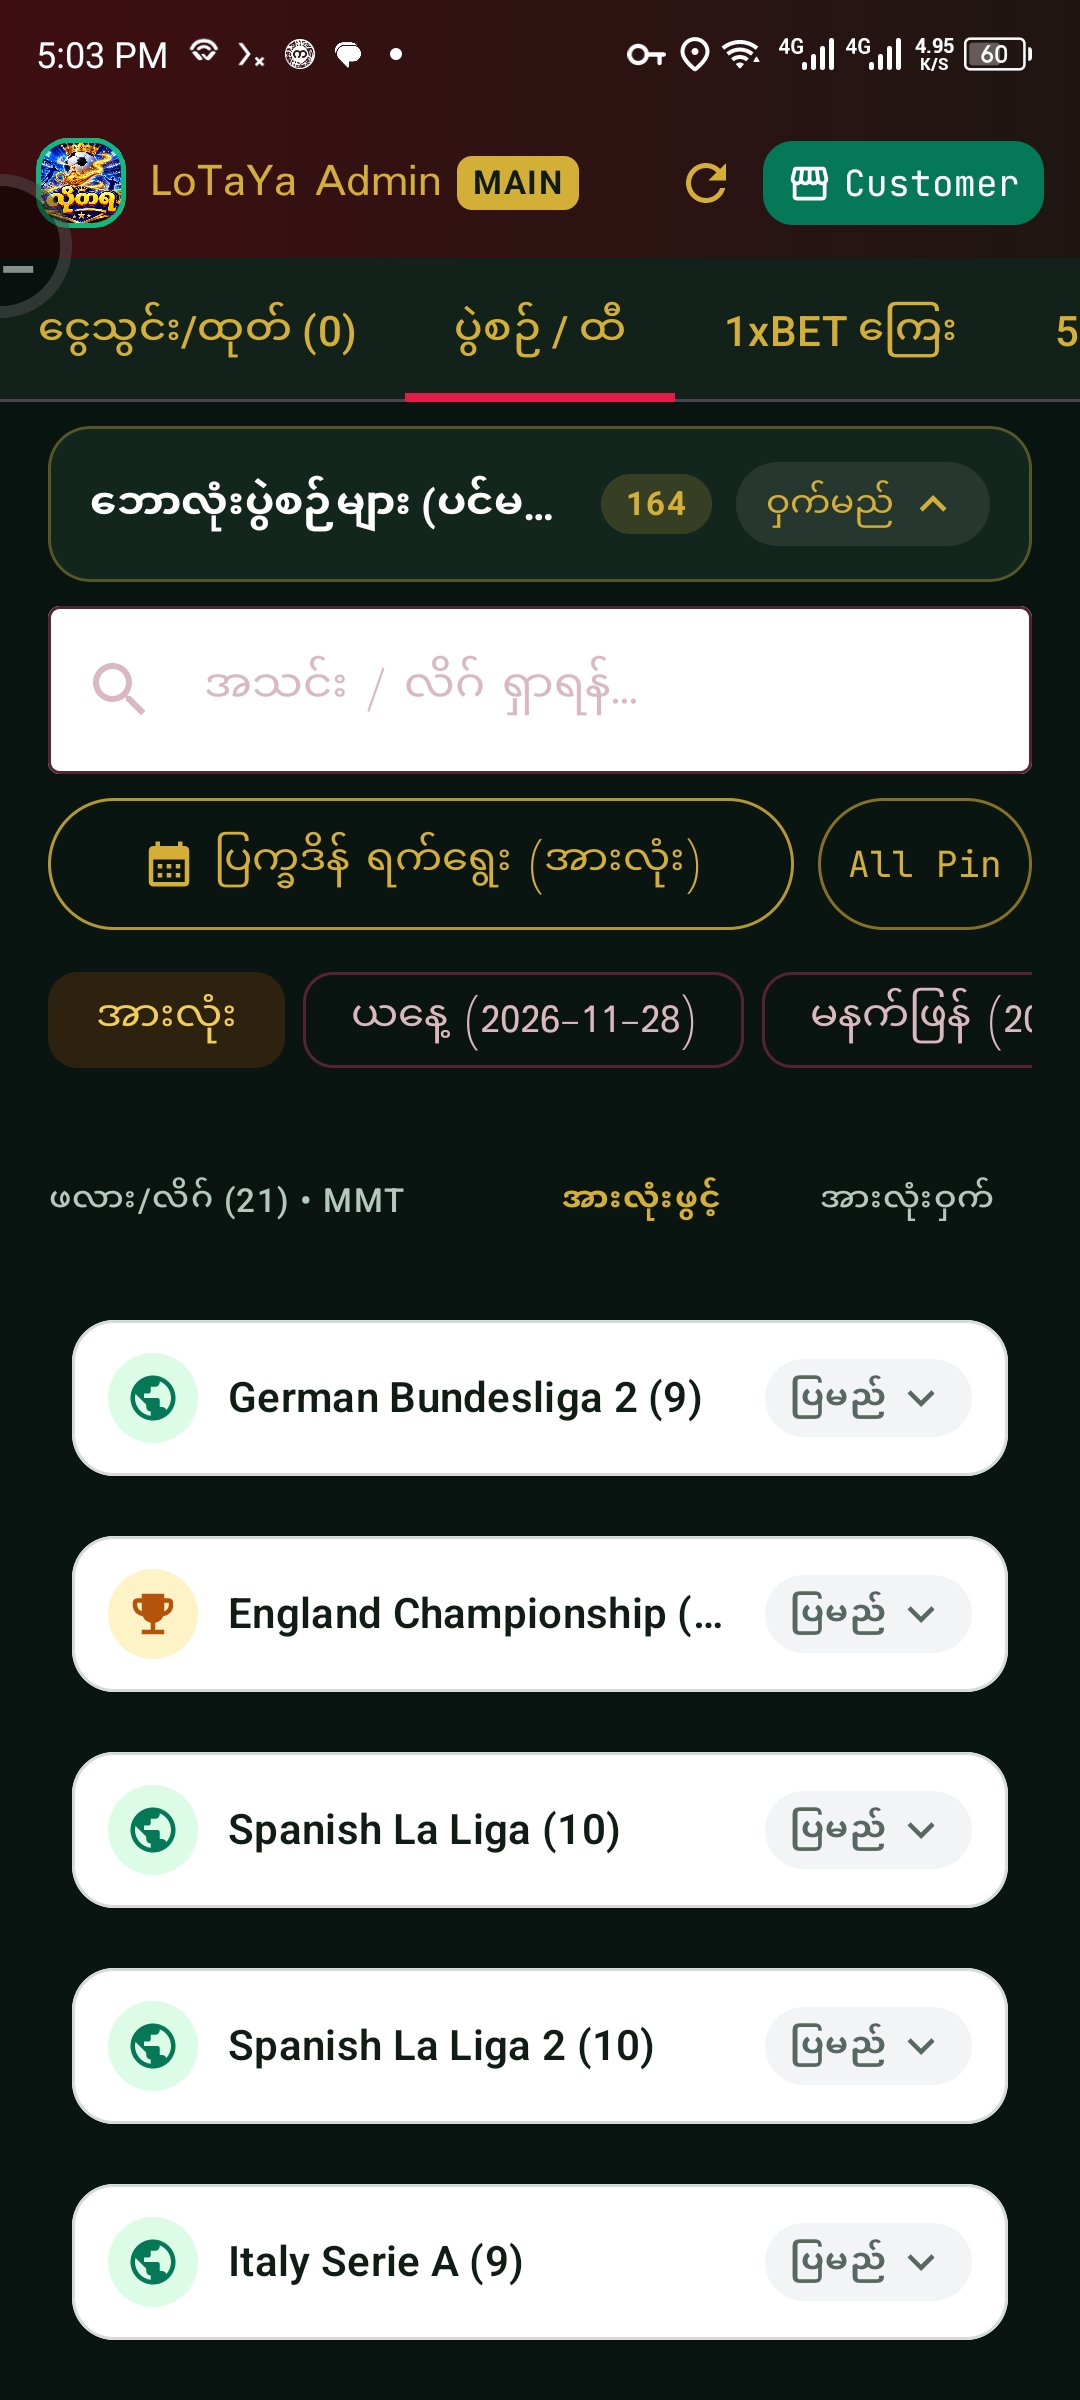 5:03 PM 4G 4G 4.95 K/S 60
လိုတရ
LoTaYa Admin MAIN Customer
ငွေသွင်း/ထုတ် (0) ပွဲစဉ် / ထီ 1xBET ကြေး 5
ဘောလုံးပွဲစဉ်များ (ပင်မ... 164 ဝှက်မည်
အသင်း / လိဂ် ရှာရန်...
ပြက္ခဒိန် ရက်ရွေး (အားလုံး) All Pin
အားလုံး ယနေ့ (2026-11-28) မနက်ဖြန် (20
ဖလား/လိဂ် (21) • MMT အားလုံးဖွင့် အားလုံးဝှက်
German Bundesliga 2 (9) ပြမည်
England Championship (... ပြမည်
Spanish La Liga (10) ပြမည်
Spanish La Liga 2 (10) ပြမည်
Italy Serie A (9) ပြမည်